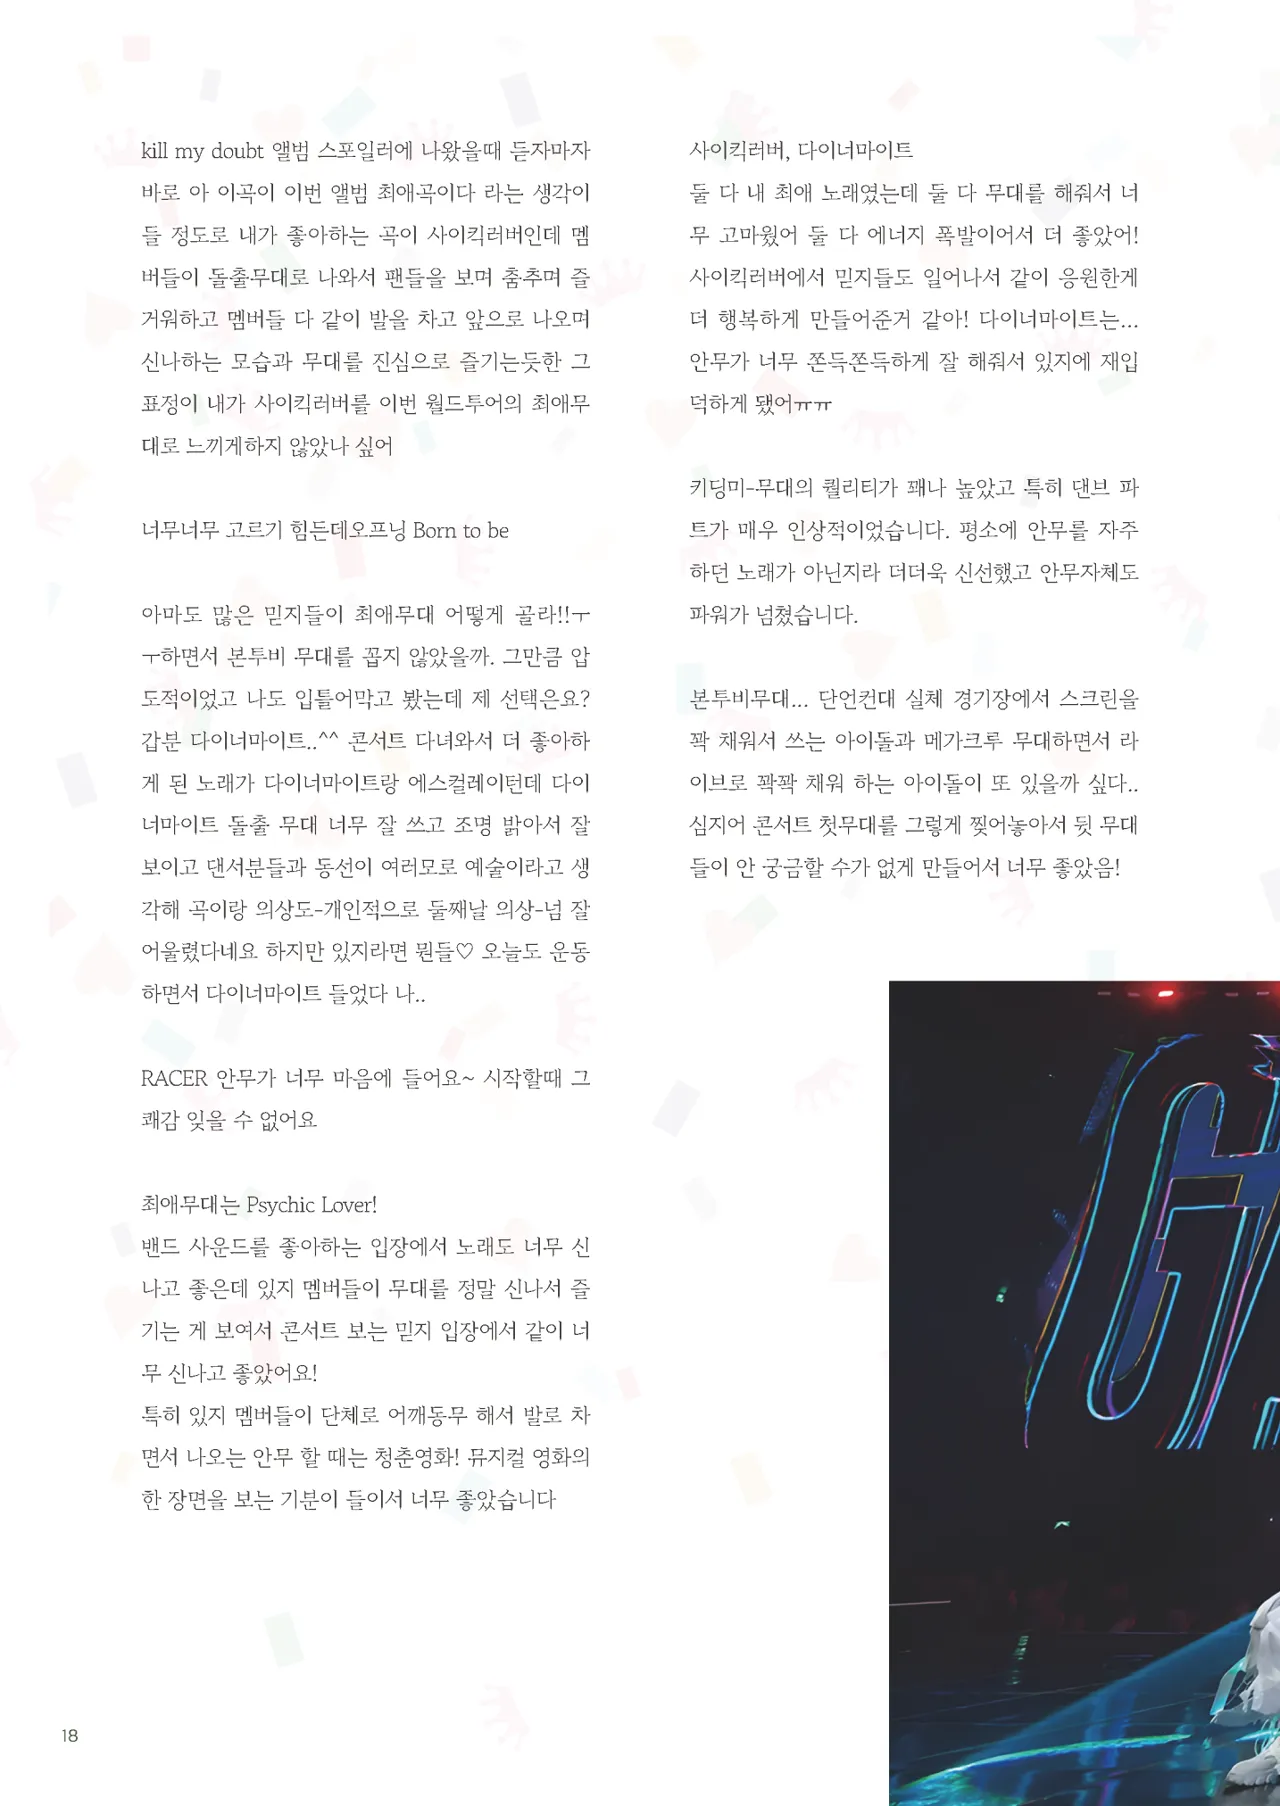 kill my doubt 앨범 스포일러에 나왔을때 듣자마자
바로 아 이곡이 이번 앨범 최애곡이다 라는 생각이
들 정도로 내가 좋아하는 곡이 사이킥러버인데 멤
버들이 돌출무대로 나와서 팬들을 보며 춤추며 즐
거워하고 멤버들 다 같이 발을 차고 앞으로 나오며
신나하는 모습과 무대를 진심으로 즐기는듯한 그
표정이 내가 사이킥러버를 이번 월드투어의 최애무
대로 느끼게하지 않았나 싶어
너무너무 고르기 힘든데오프닝 Born to be
아마도 많은 믿지들이 최애무대 어떻게 골라!!ㅜ
ㅜ하면서 본투비 무대를 꼽지 않았을까. 그만큼 압
도적이었고 나도 입틀어막고 봤는데 제 선택은요?
갑분 다이너마이트..^^ 콘서트 다녀와서 더 좋아하
게 된 노래가 다이너마이트랑 에스컬레이턴데 다이
너마이트 돌출 무대 너무 잘 쓰고 조명 밝아서 잘
보이고 댄서분들과 동선이 여러모로 예술이라고 생
각해 곡이랑 의상도-개인적으로 둘째날 의상-넘 잘
어울렸다네요 하지만 있지라면 뭔들♡ 오늘도 운동
하면서 다이너마이트 들었다 나..
RACER 안무가 너무 마음에 들어요~ 시작할때 그
쾌감 잊을 수 없어요
최애무대는 Psychic Lover!
밴드 사운드를 좋아하는 입장에서 노래도 너무 신
나고 좋은데 있지 멤버들이 무대를 정말 신나서 즐
기는 게 보여서 콘서트 보는 믿지 입장에서 같이 너
무 신나고 좋았어요!
특히 있지 멤버들이 단체로 어깨동무 해서 발로 차
면서 나오는 안무 할 때는 청춘영화! 뮤지컬 영화의
한 장면을 보는 기분이 들이서 너무 좋았습니다
사이킥러버, 다이너마이트
둘 다 내 최애 노래였는데 둘 다 무대를 해줘서 너
무 고마웠어 둘 다 에너지 폭발이어서 더 좋았어!
사이킥러버에서 믿지들도 일어나서 같이 응원한게
더 행복하게 만들어준거 같아! 다이너마이트는...
안무가 너무 쫀득쫀득하게 잘 해줘서 있지에 재입
덕하게 됐어ㅠㅠ
키딩미-무대의 퀄리티가 꽤나 높았고 특히 댄브 파
트가 매우 인상적이었습니다. 평소에 안무를 자주
하던 노래가 아닌지라 더더욱 신선했고 안무자체도
파워가 넘쳤습니다.
본투비무대... 단언컨대 실체 경기장에서 스크린을
꽉 채워서 쓰는 아이돌과 메가크루 무대하면서 라
이브로 꽉꽉 채워 하는 아이돌이 또 있을까 싶다..
심지어 콘서트 첫무대를 그렇게 찢어놓아서 뒷 무대
들이 안 궁금할 수가 없게 만들어서 너무 좋았음!
18